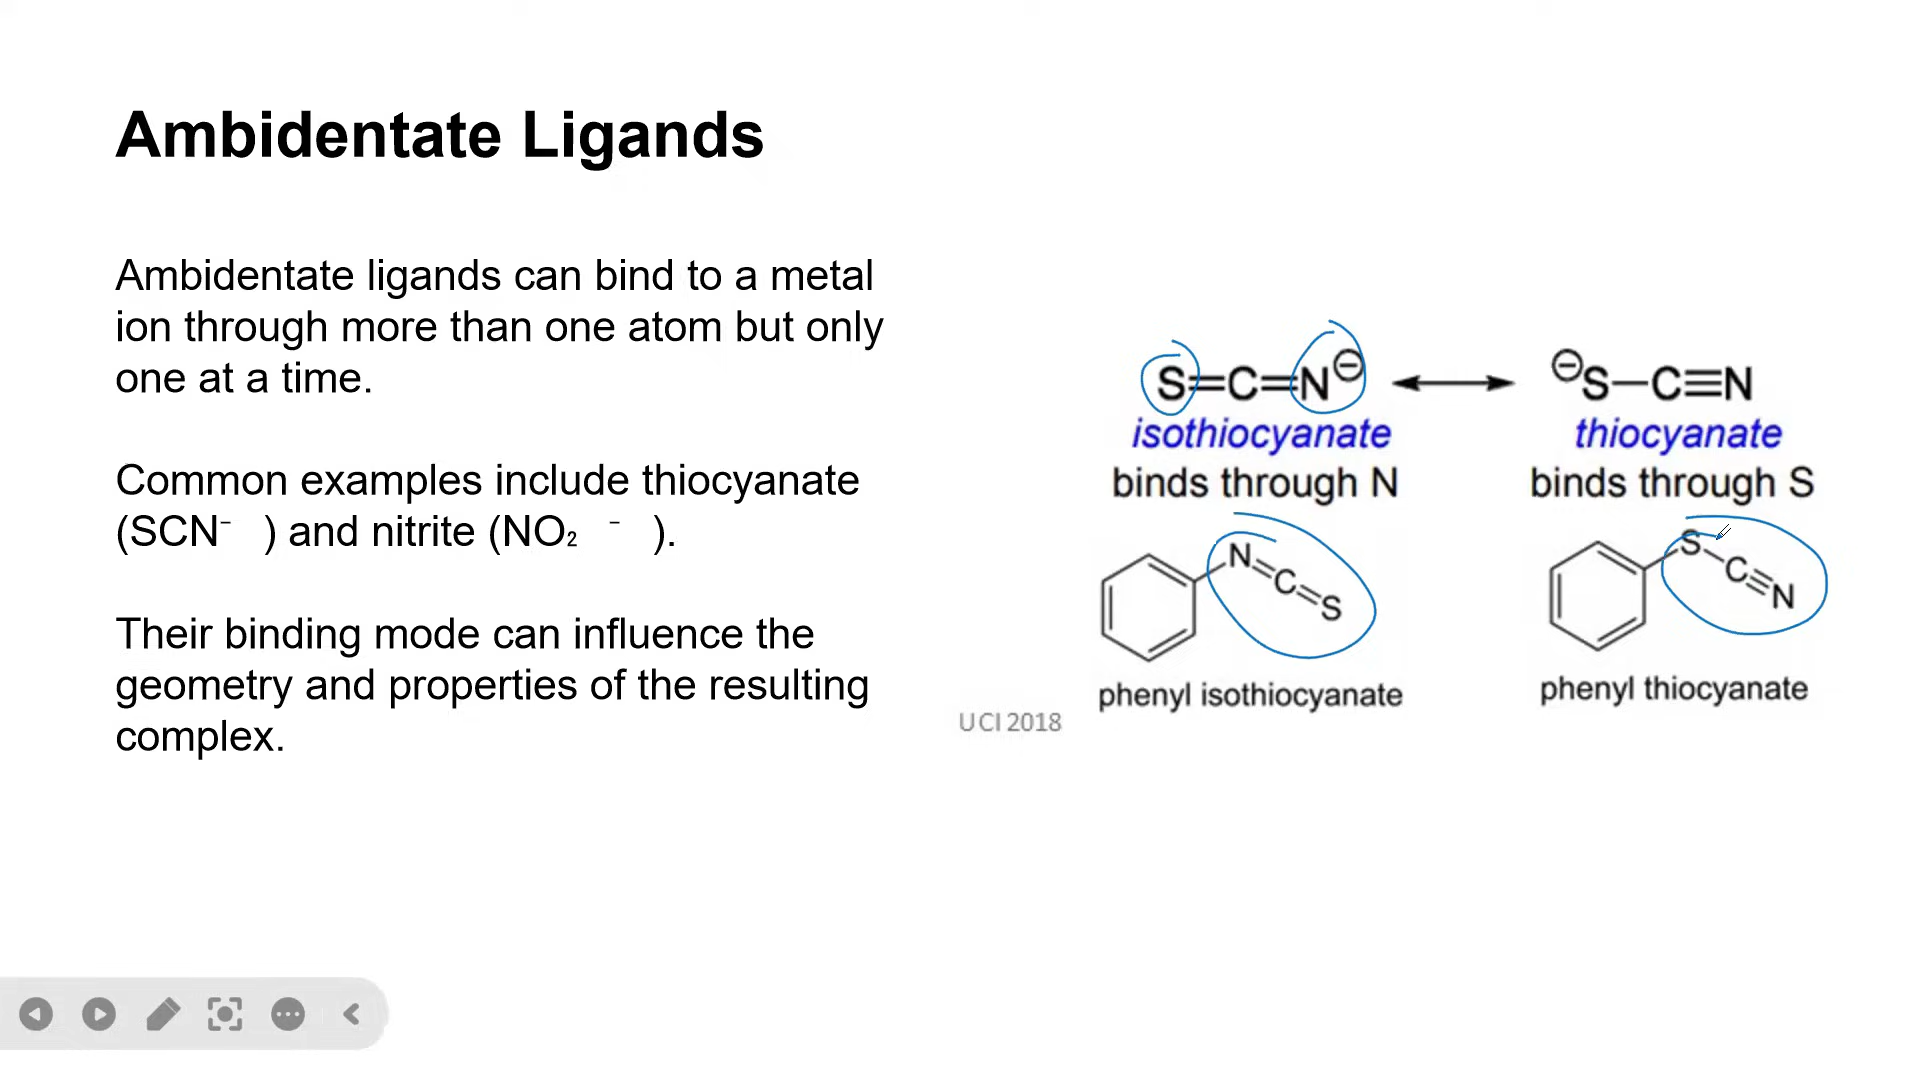 Ambidentate Ligands
Ambidentate ligands can bind to a metal
ion through more than one atom but only
one at a time.
Common examples include thiocyanate
(SCN⁻ ) and nitrite (NO₂ ⁻ ).
Their binding mode can influence the
geometry and properties of the resulting
complex.
S=C=N⊖ ⟷ ⊖S—C≡N
isothiocyanate thiocyanate
binds through N binds through S
N=C=S S—C≡N
phenyl isothiocyanate phenyl thiocyanate
UCI 2018